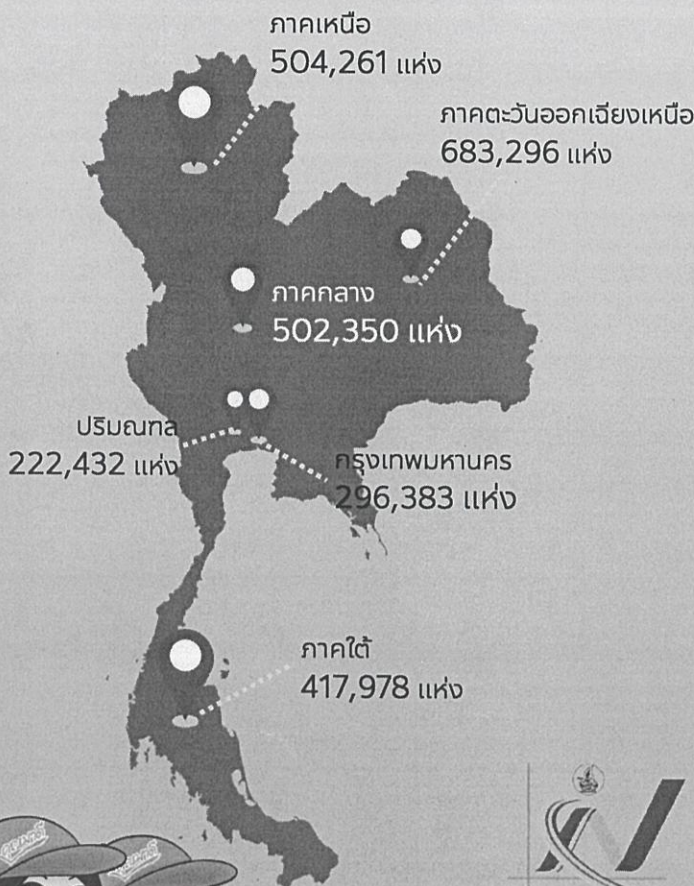 ภาคเหนือ
504,261 แห่ง
ภาคตะวันออกเฉียงเหนือ
683,296 แห่ง
ภาคกลาง
502,350 แห่ง
ปริมณฑล
222,432 แห่ง
กรุงเทพมหานคร
296,383 แห่ง
ภาคใต้
417,978 แห่ง